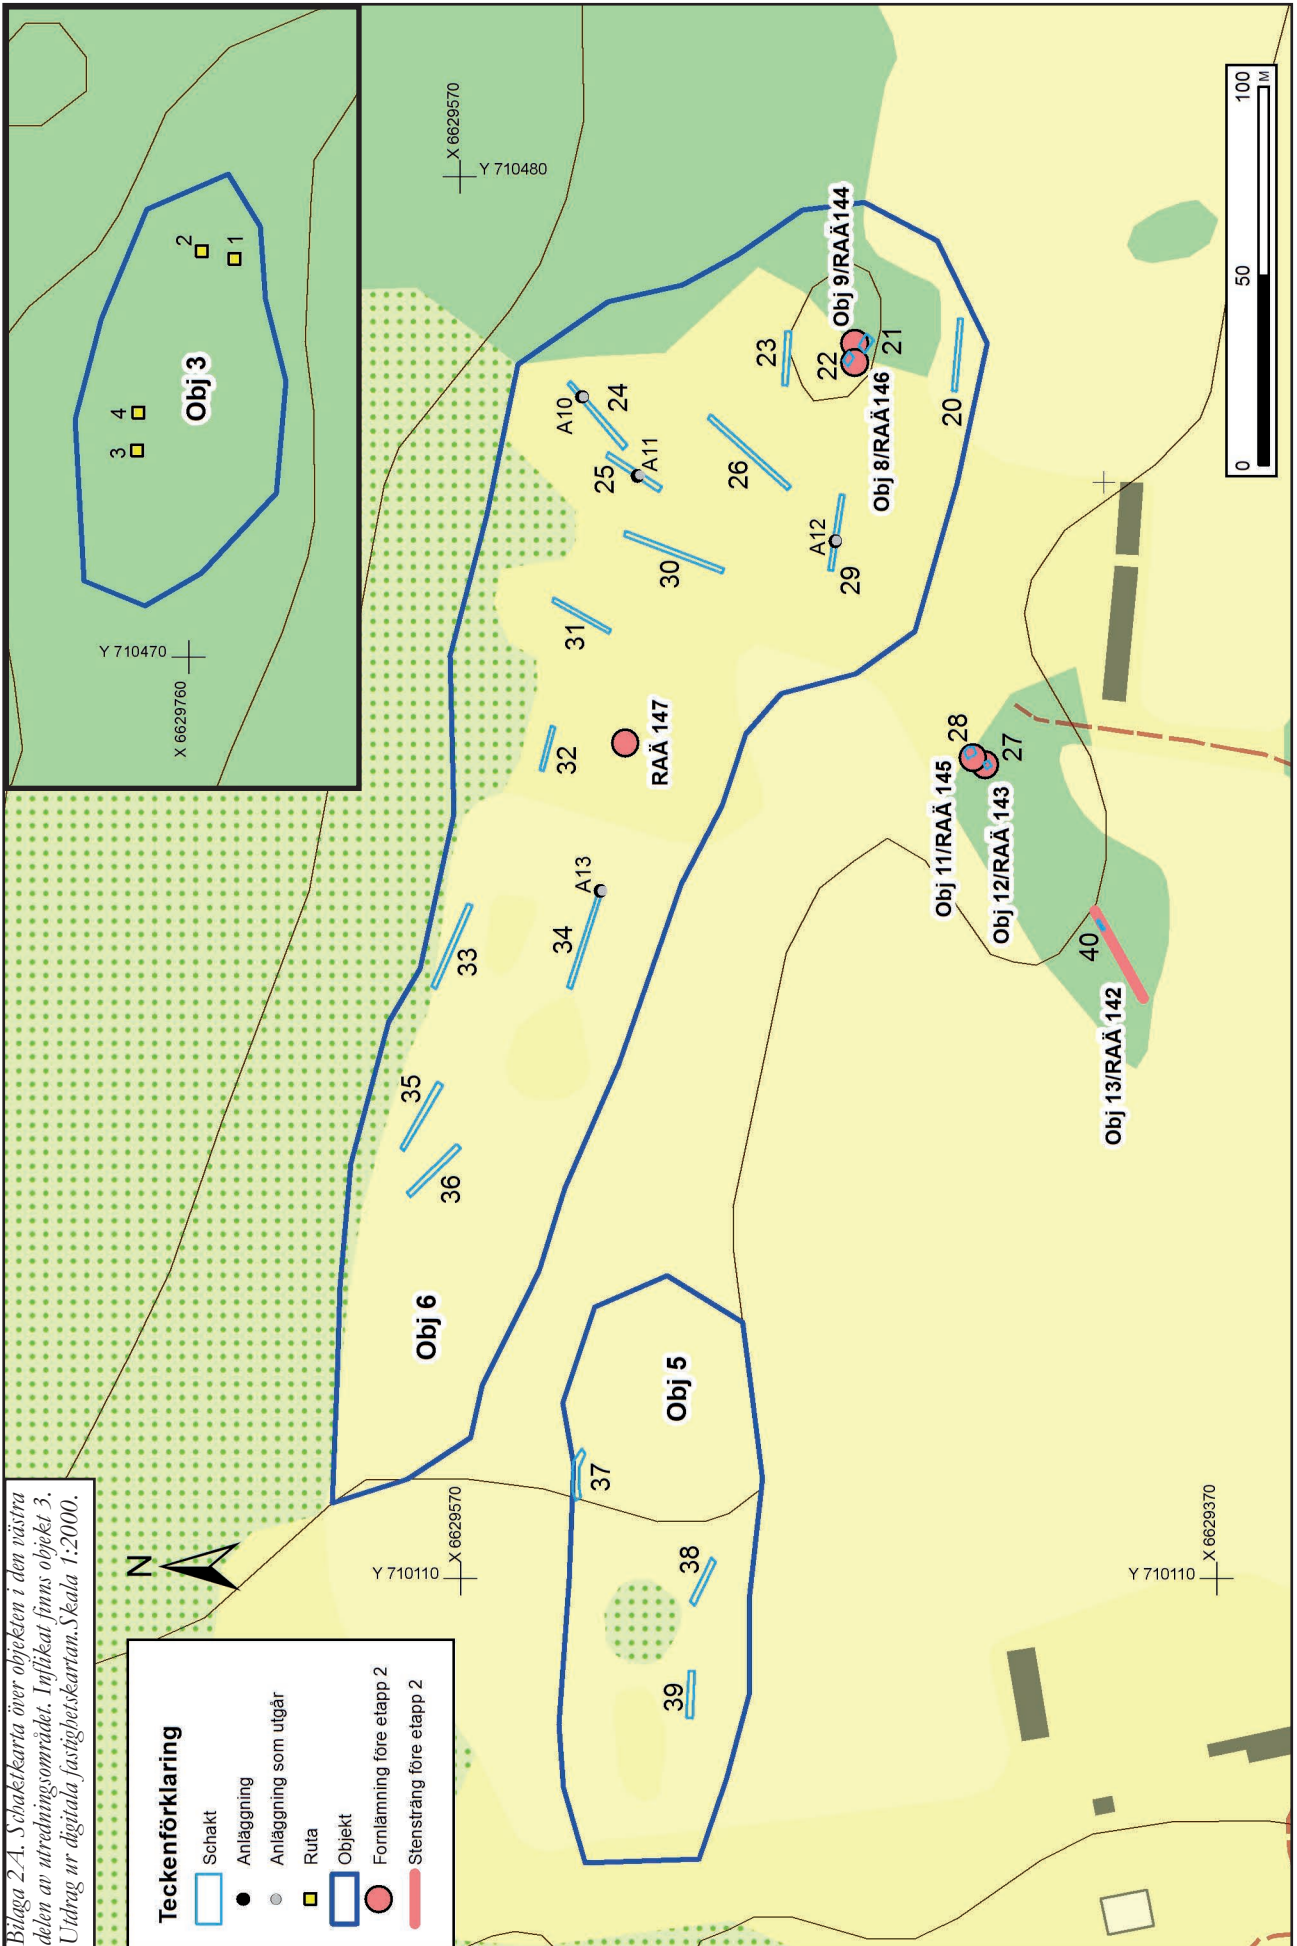 Bilaga 2A. Schaktkarta över objekten i den västra
delen av utredningsområdet. Inflikat finns objekt 3.
Utdrag ur digitala fastighetskartan.Skala 1:2000.
N
Teckenförklaring
Schakt
Anläggning
Anläggning som utgår
Ruta
Objekt
Fornlämning före etapp 2
Stensträng före etapp 2
Y 710470
X 6629760
3
4
2
1
Obj 3
X 6629570
Y 710480
Obj 6
36
35
33
34
A13
32
RAÄ 147
31
30
25
A11
A10
24
26
23
A12
29
22
21
Obj 9/RAÄ144
Obj 8/RAÄ146
20
Obj 5
37
38
39
Y 710110
X 6629570
Obj 11/RAÄ 145
28
27
Obj 12/RAÄ 143
40
Obj 13/RAÄ 142
Y 710110
X 6629370
0
50
100
M